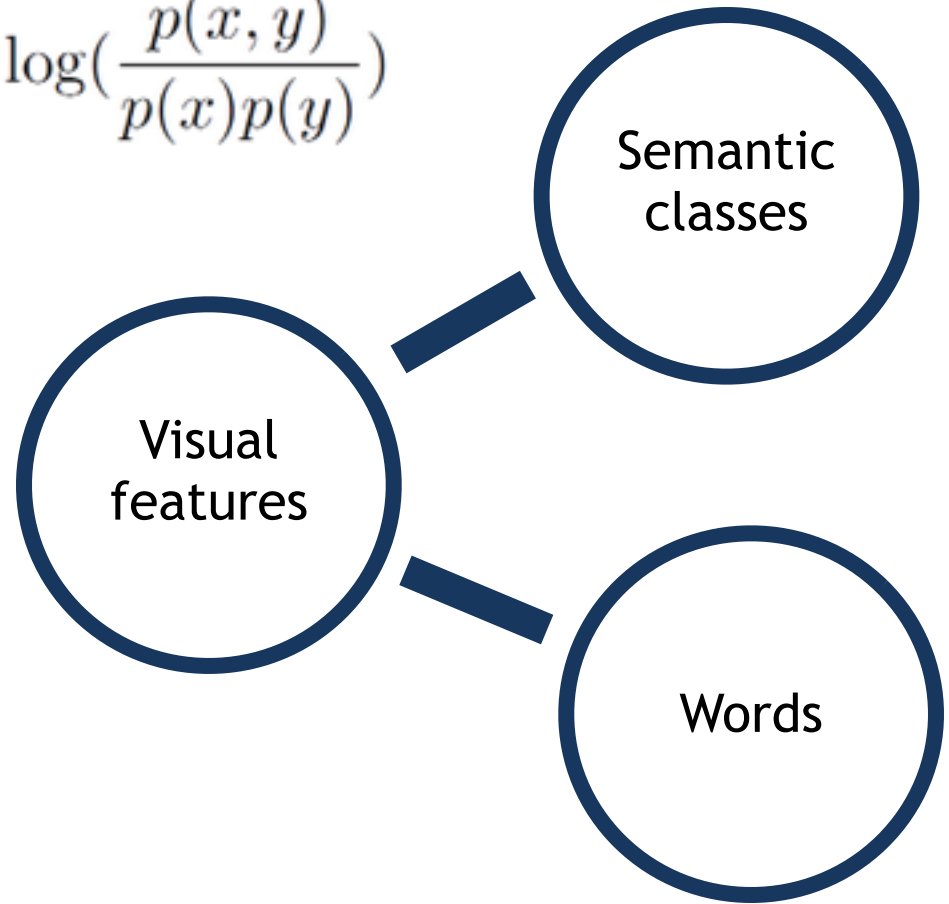 log(p(x, y) / p(x)p(y))
Semantic
classes
Visual
features
Words